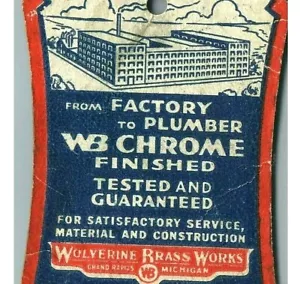 FROM FACTORY
TO PLUMBER
WB CHROME
FINISHED
TESTED AND
GUARANTEED
FOR SATISFACTORY SERVICE,
MATERIAL AND CONSTRUCTION
WOLVERINE BRASS WORKS
GRAND RAPIDS WB MICHIGAN